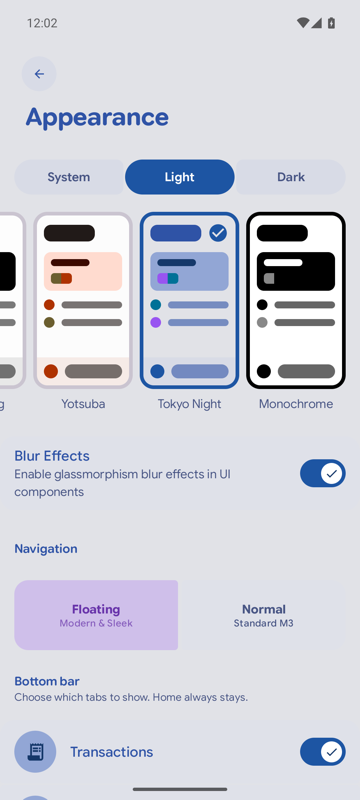 12:02
Appearance
System
Light
Dark
g
Yotsuba
Tokyo Night
Monochrome
Blur Effects
Enable glassmorphism blur effects in UI
components
Navigation
Floating
Modern & Sleek
Normal
Standard M3
Bottom bar
Choose which tabs to show. Home always stays.
Transactions